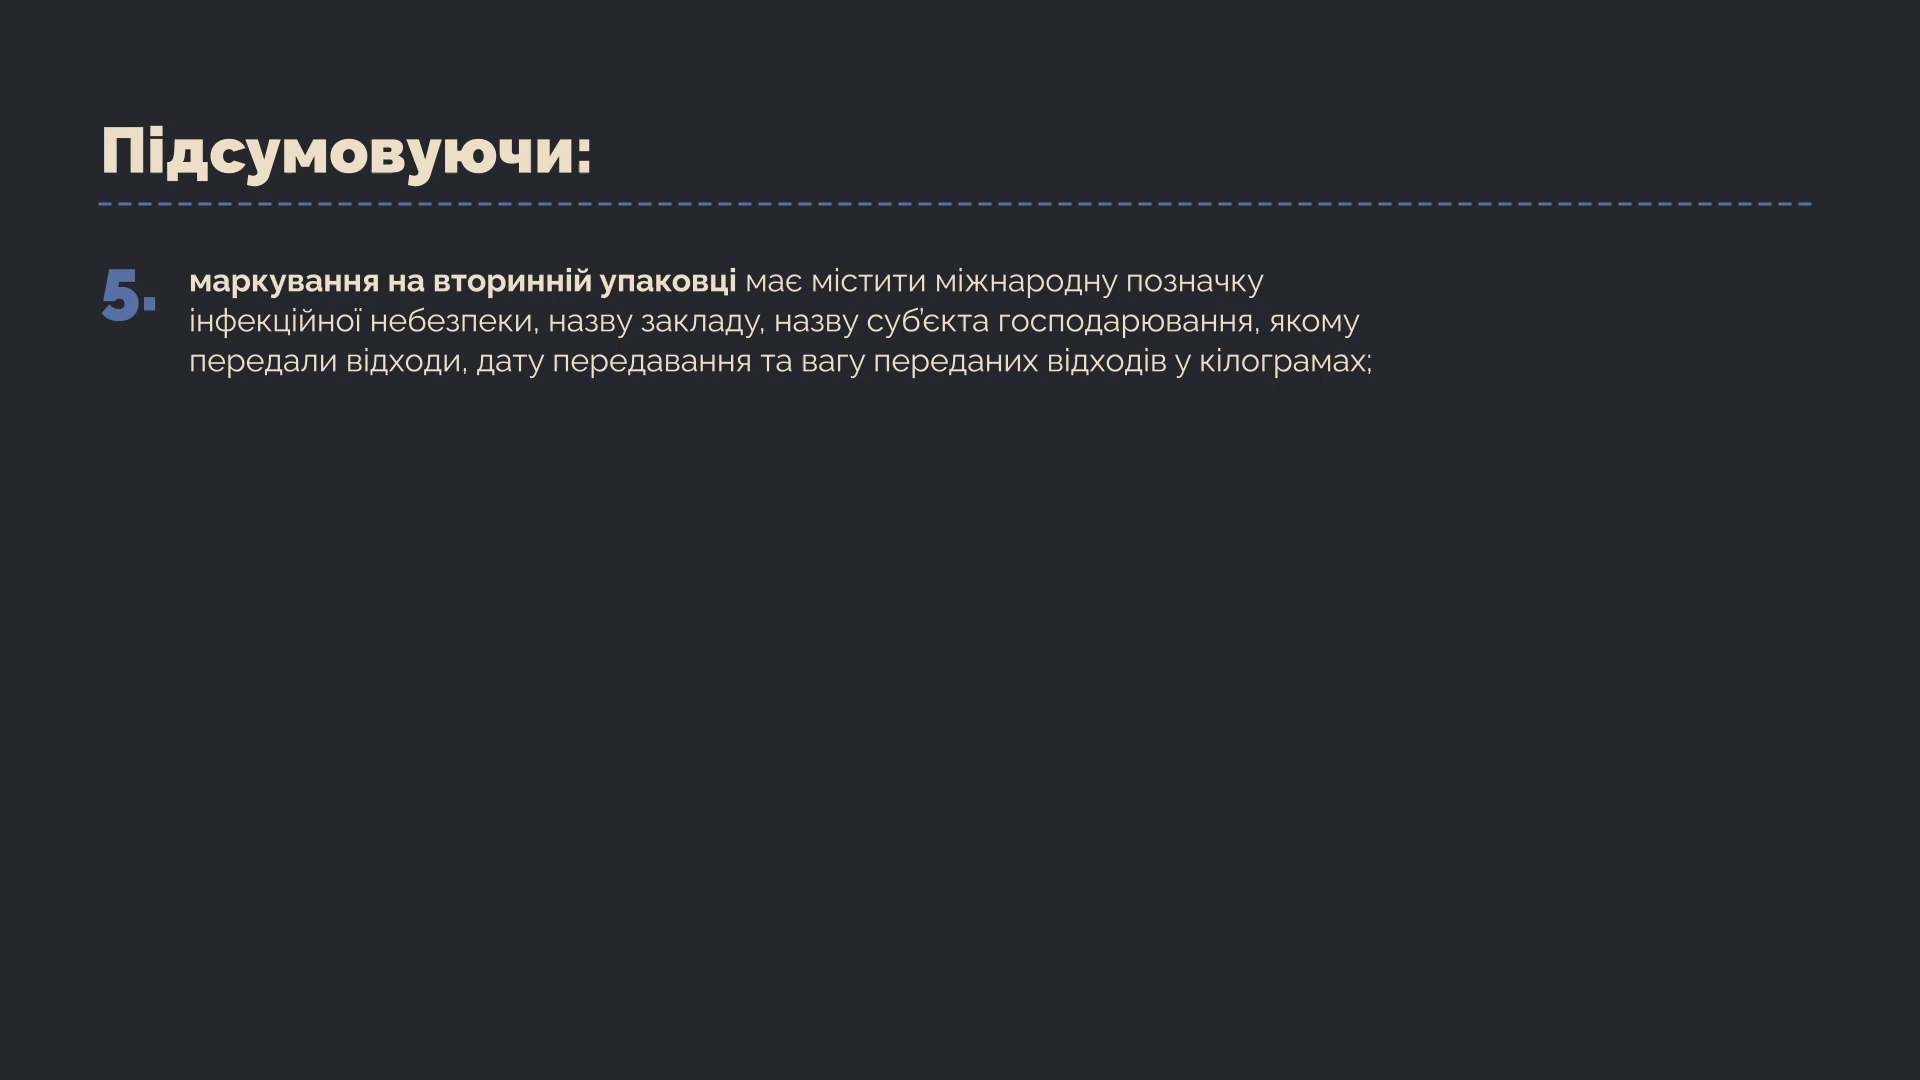 Підсумовуючи:
5. маркування на вторинній упаковці має містити міжнародну позначку
інфекційної небезпеки, назву закладу, назву суб’єкта господарювання, якому
передали відходи, дату передавання та вагу переданих відходів у кілограмах;